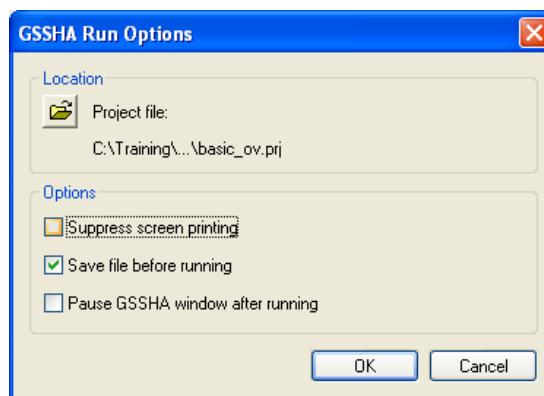 GSSHA Run Options
Location
Project file:
C:\Training\...\basic_ov.prj
Options
Suppress screen printing
Save file before running
Pause GSSHA window after running
OK Cancel